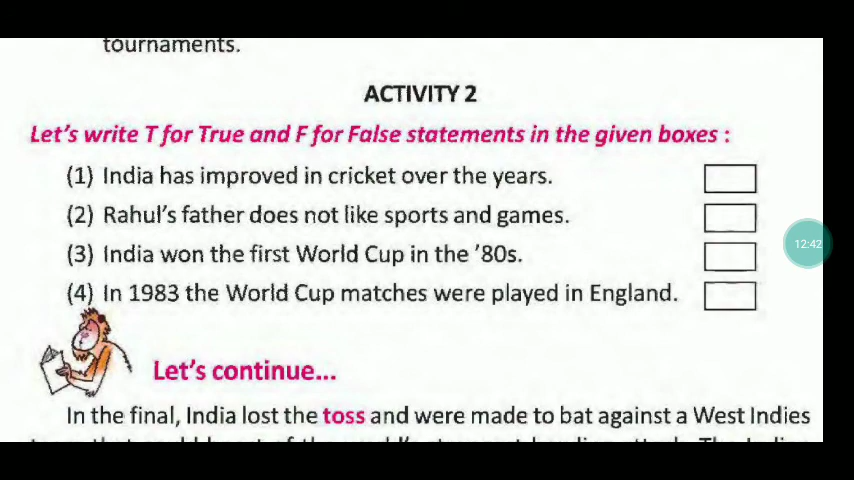 tournaments.
ACTIVITY 2
Let's write T for True and F for False statements in the given boxes :
(1) India has improved in cricket over the years.
(2) Rahul's father does not like sports and games.
(3) India won the first World Cup in the '80s.
12:42
(4) In 1983 the World Cup matches were played in England.
Let's continue...
In the final, India lost the toss and were made to bat against a West Indies